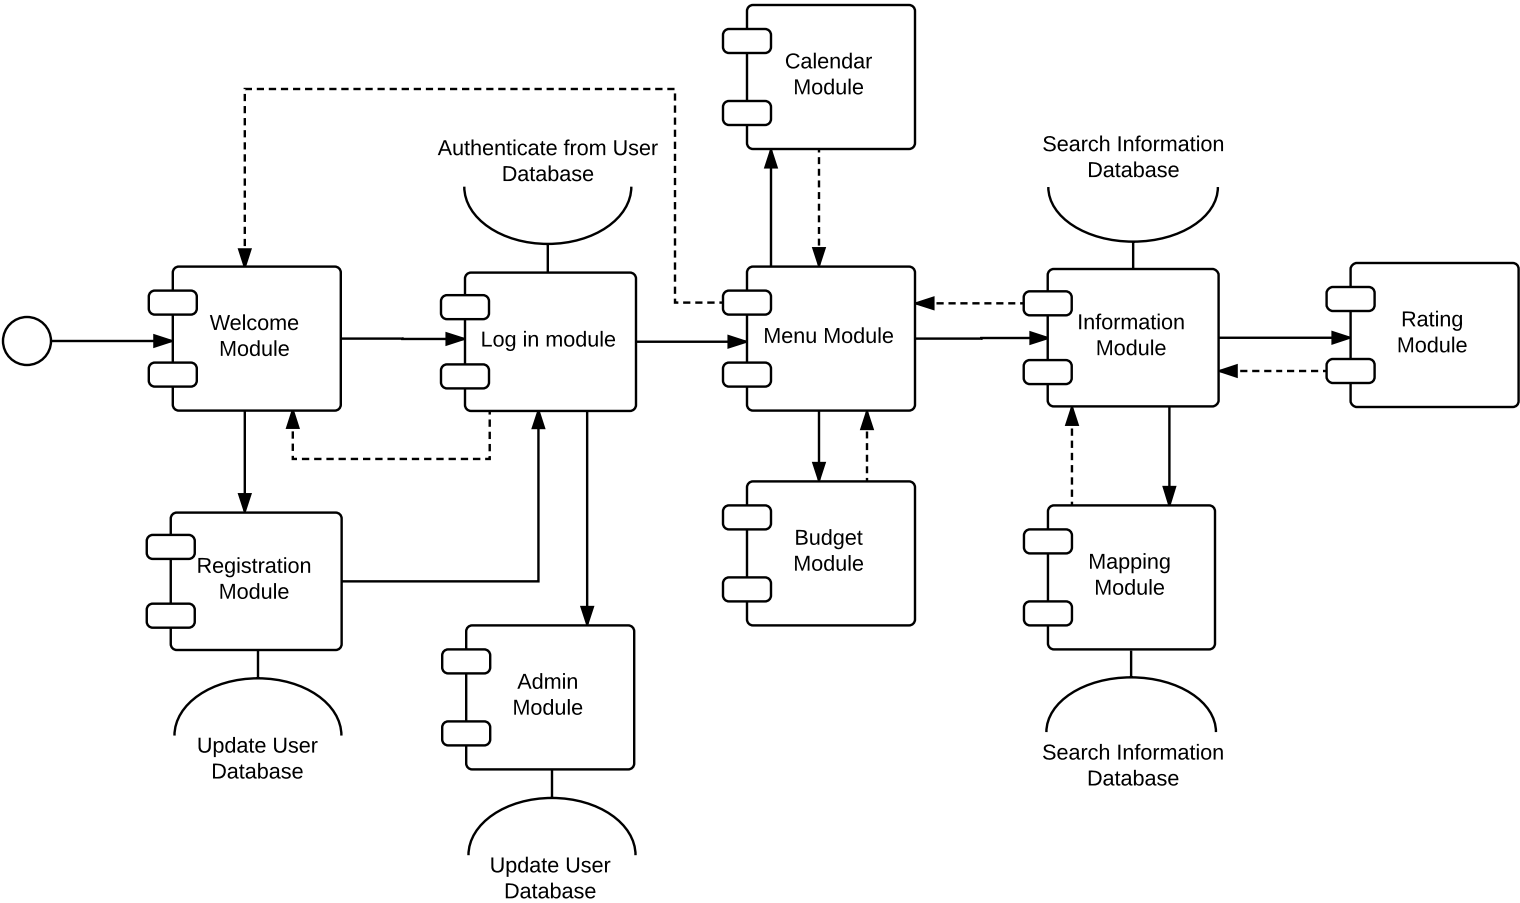 Calendar
Module
Authenticate from User
Database
Search Information
Database
Welcome
Module
Log in module
Menu Module
Information
Module
Rating
Module
Registration
Module
Budget
Module
Mapping
Module
Admin
Module
Update User
Database
Search Information
Database
Update User
Database